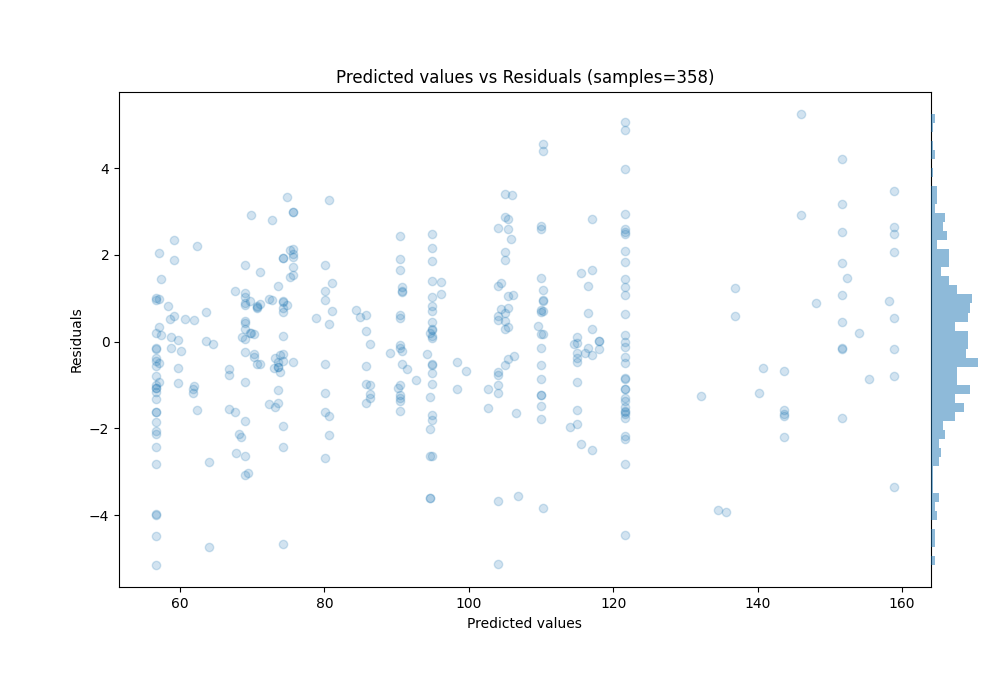 Predicted values vs Residuals (samples=358)
4
2
0
−2
−4
Residuals
60 80 100 120 140 160
Predicted values